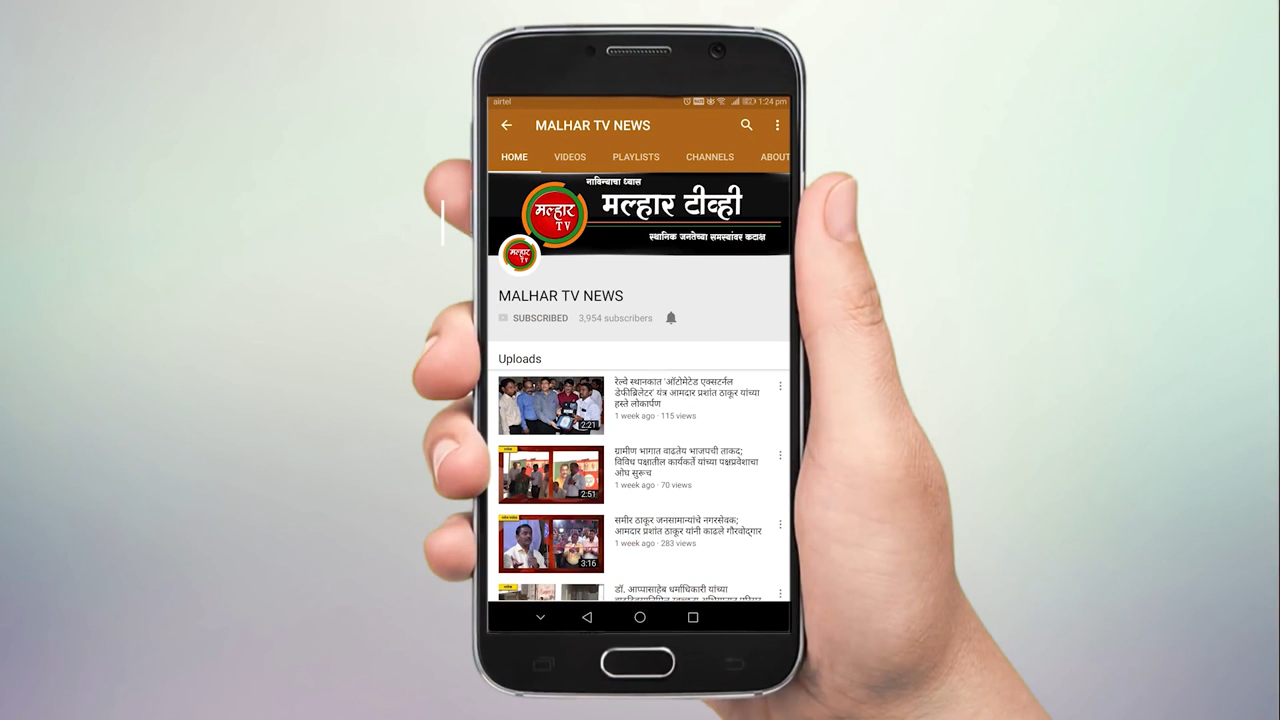 airtel 1:24 pm
MALHAR TV NEWS
HOME VIDEOS PLAYLISTS CHANNELS ABOUT
नाविन्याचा ध्यास
मल्हार टीव्ही
मल्हार
TV
स्थानिक जनतेच्या समस्यांवर कटाक्ष
मल्हार
TV
MALHAR TV NEWS
SUBSCRIBED 3,954 subscribers
Uploads
रेल्वे स्थानकात 'ऑटोमेटेड एक्सटर्नल
डेफीब्रिलेटर' यंत्र आमदार प्रशांत ठाकूर यांच्या
हस्ते लोकार्पण
1 week ago · 115 views
2:21
ग्रामीण भागात वाढतेय भाजपची ताकद;
विविध पक्षातील कार्यकर्ते यांच्या पक्षप्रवेशाचा
ओघ सुरूच
1 week ago · 70 views
2:51
समीर ठाकूर जनसामान्यांचे नगरसेवक;
आमदार प्रशांत ठाकूर यांनी काढले गौरवोद्गार
1 week ago · 283 views
3:16
डॉ. आप्पासाहेब धर्माधिकारी यांच्या